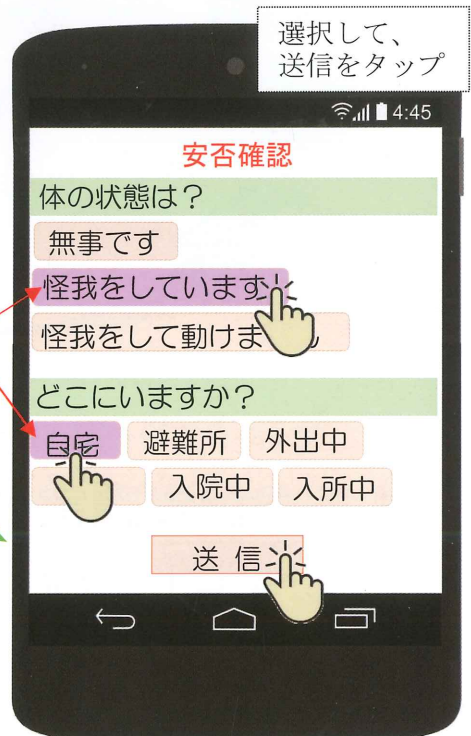 選択して、
送信をタップ
4:45
安否確認
体の状態は？
無事です
怪我をしています
怪我をして動けま
どこにいますか？
自宅 避難所 外出中
入院中 入所中
送 信